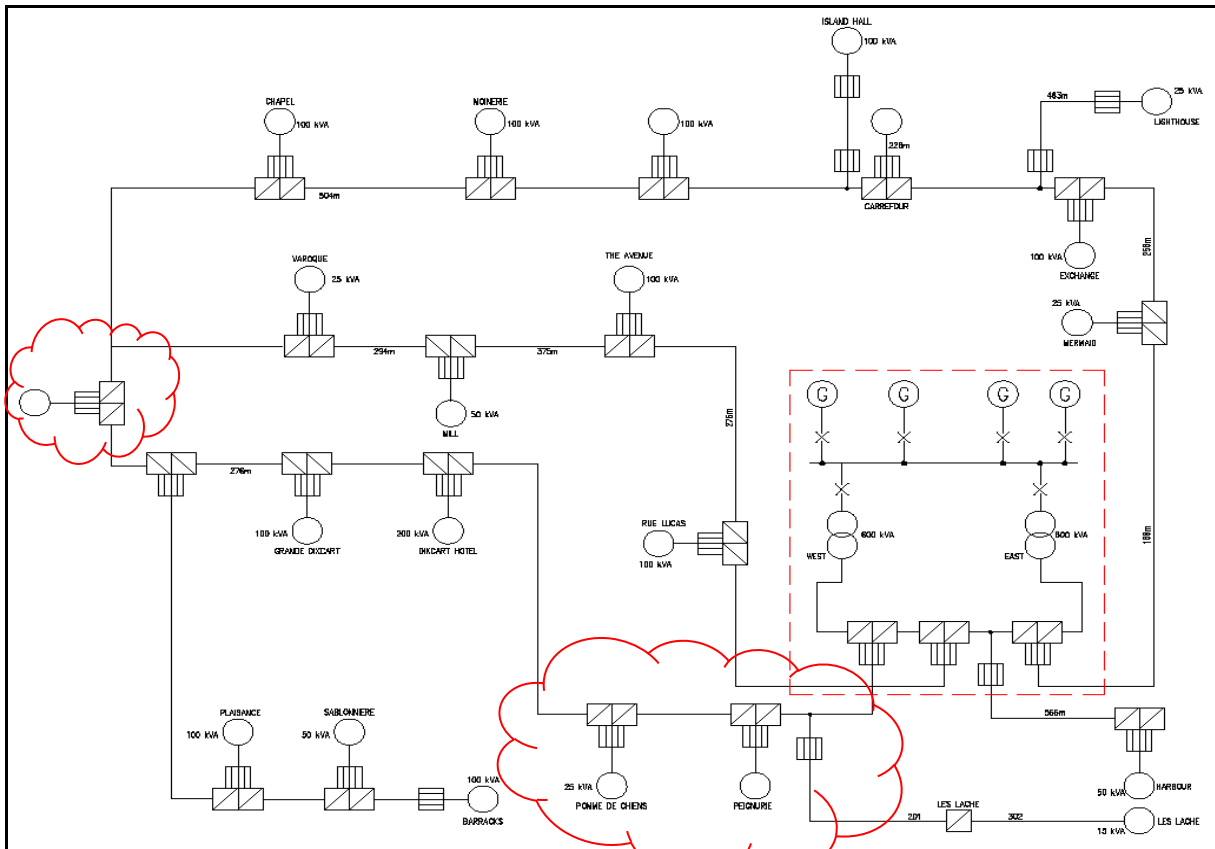 ISLAND HALL
100 kVA
CHAPEL
100 kVA
MOINERIE
100 kVA
100 kVA
228m
463m
25 kVA
LIGHTHOUSE
504m
CARREFOUR
100 kVA
EXCHANGE
258m
VAROQUE
25 kVA
THE AVENUE
100 kVA
25 kVA
MERMAID
294m
375m
50 kVA
MILL
276m
276m
G
G
G
G
100 kVA
GRANDE DIXCART
200 kVA
DIXCART HOTEL
RUE LUCAS
100 kVA
WEST
600 kVA
EAST
188m
PLAISANCE
100 kVA
SABLONNIERE
50 kVA
100 kVA
BARRACKS
566m
25 kVA
POMME DE CHIENS
PEIGNURIE
50 kVA
HARBOUR
201
LES LACHE
302
LES LACHE
15 kVA